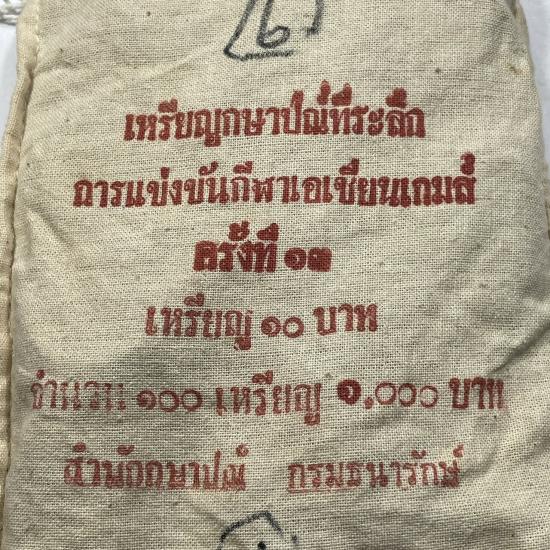 เหรียญกษาปณ์ที่ระลึก
การแข่งขันกีฬาเอเชี่ยนเกมส์
ครั้งที่ ๑๓
เหรียญ ๑๐ บาท
จำนวน ๑๐๐ เหรียญ ๑,๐๐๐ บาท
สำนักกษาปณ์ กรมธนารักษ์